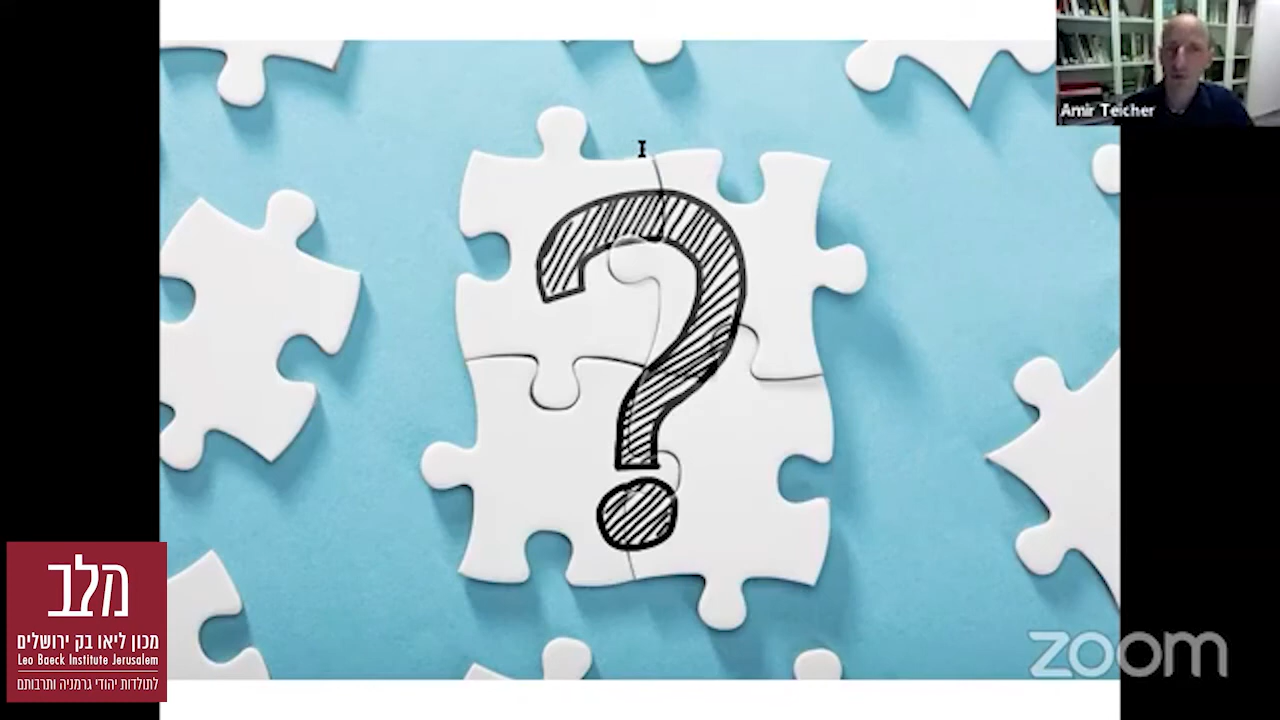 ?
Amir Teicher
מלב
מכון ליאו בק ירושלים
Leo Baeck Institute Jerusalem
לתולדות יהודי גרמניה ותרבותם
zoom